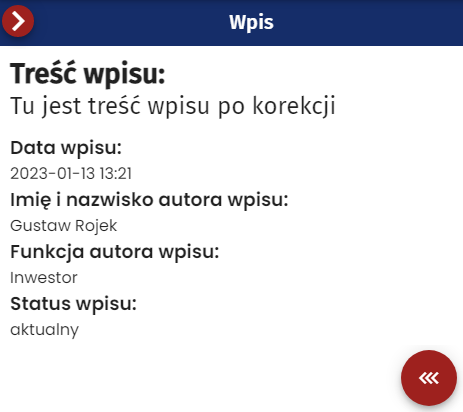 Wpis
Treść wpisu:
Tu jest treść wpisu po korekcji
Data wpisu:
2023-01-13 13:21
Imię i nazwisko autora wpisu:
Gustaw Rojek
Funkcja autora wpisu:
Inwestor
Status wpisu:
aktualny